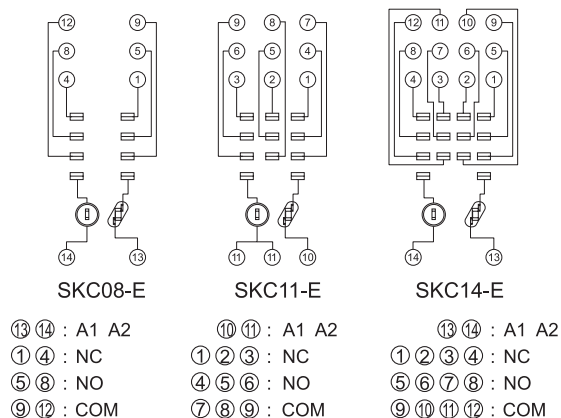 ⑫ ⑨ ⑨ ⑧ ⑦ ⑫ ⑪ ⑩ ⑨
⑧ ⑤ ⑥ ⑤ ④ ⑧ ⑦ ⑥ ⑤
④ ① ③ ② ① ④ ③ ② ①
⑭ ⑬ ⑪ ⑪ ⑩ ⑭ ⑬
SKC08-E SKC11-E SKC14-E
⑬ ⑭ : A1 A2
① ④ : NC
⑤ ⑧ : NO
⑨ ⑫ : COM
⑩ ⑪ : A1 A2
① ② ③ : NC
④ ⑤ ⑥ : NO
⑦ ⑧ ⑨ : COM
⑬ ⑭ : A1 A2
① ② ③ ④ : NC
⑤ ⑥ ⑦ ⑧ : NO
⑨ ⑩ ⑪ ⑫ : COM